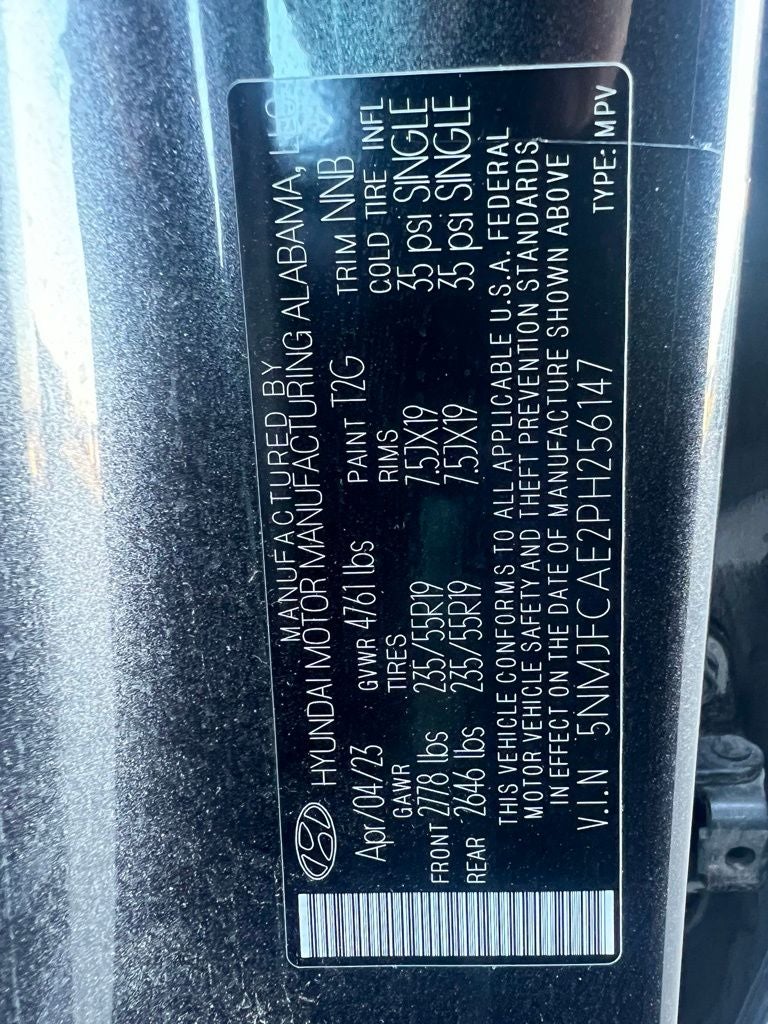 MANUFACTURED BY
HYUNDAI MOTOR MANUFACTURING ALABAMA, LLC
Apr/04/23 GVWR 4761 lbs PAINT T2G TRIM NNB
GAWR TIRES RIMS COLD TIRE INFL
FRONT 2778 lbs 235/55R19 7.5JX19 35 psi SINGLE
REAR 2646 lbs 235/55R19 7.5JX19 35 psi SINGLE
THIS VEHICLE CONFORMS TO ALL APPLICABLE U.S.A. FEDERAL
MOTOR VEHICLE SAFETY AND THEFT PREVENTION STANDARDS
IN EFFECT ON THE DATE OF MANUFACTURE SHOWN ABOVE
V.I.N 5NMJFCAE2PH256147 TYPE: MPV